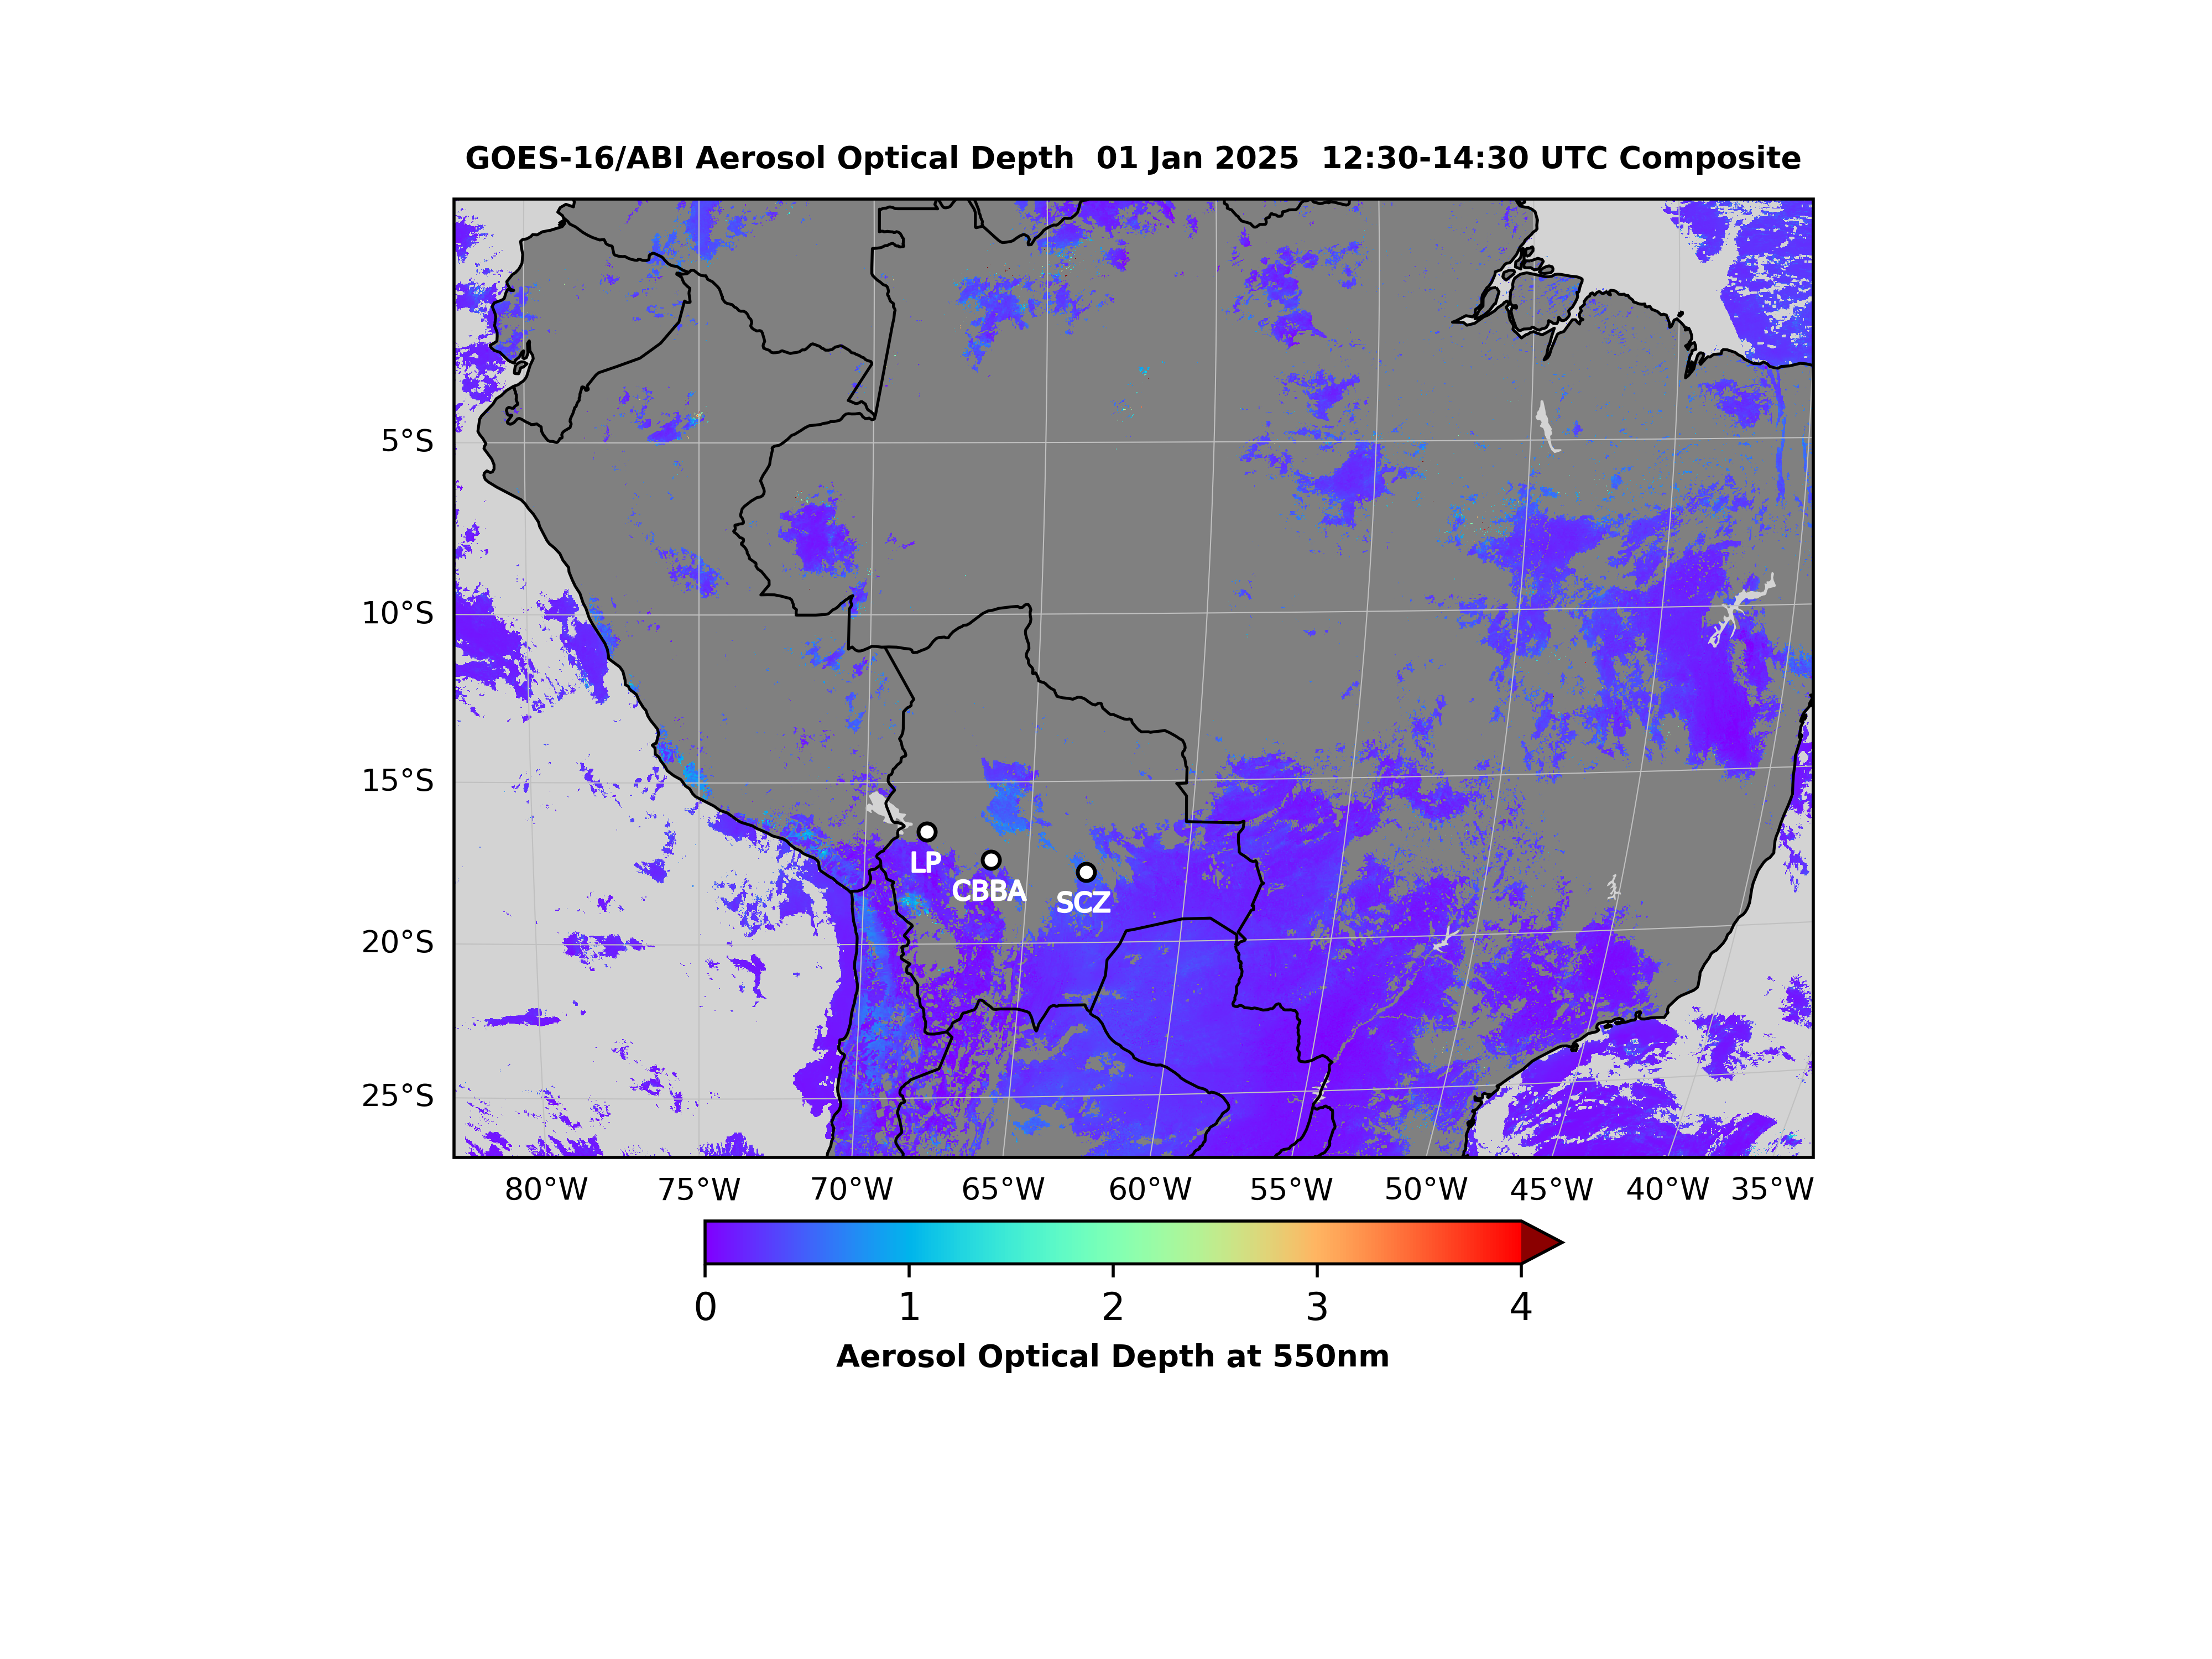 GOES-16/ABI Aerosol Optical Depth  01 Jan 2025  12:30-14:30 UTC Composite
5°S
10°S
15°S
LP
CBBA
SCZ
20°S
25°S
80°W 75°W 70°W 65°W 60°W 55°W 50°W 45°W 40°W 35°W
0 1 2 3 4
Aerosol Optical Depth at 550nm